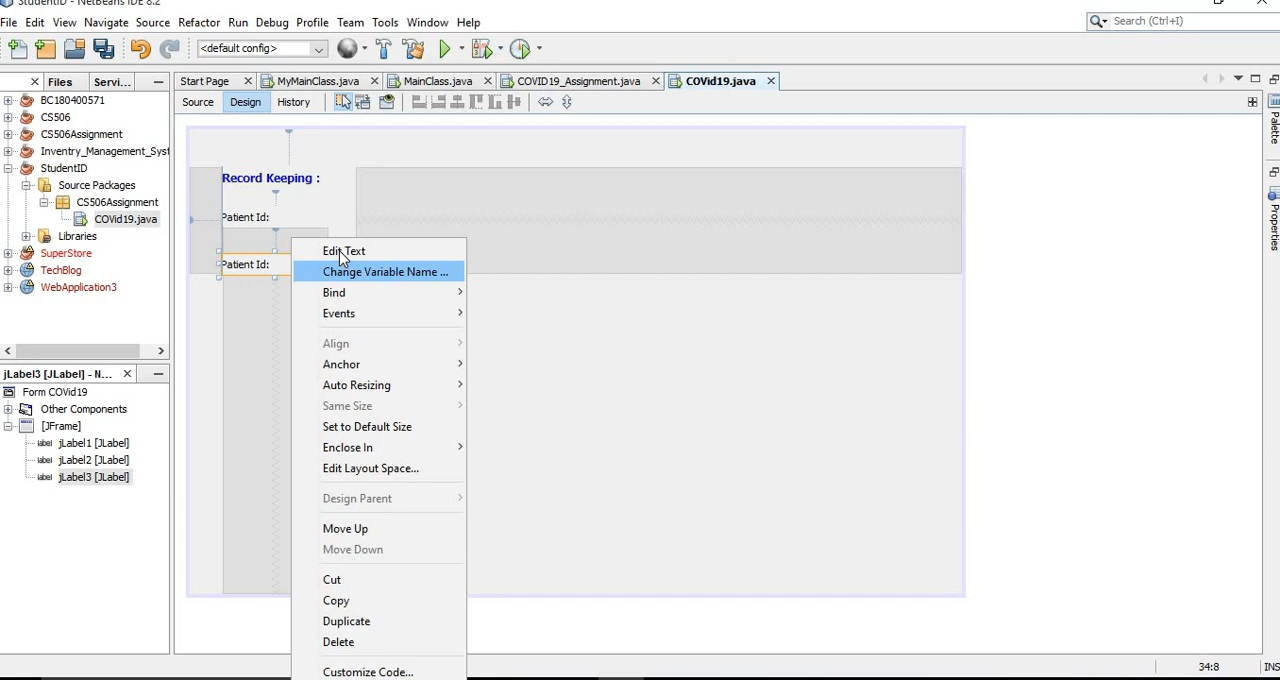 StudentID - NetBeans IDE 8.2
File Edit View Navigate Source Refactor Run Debug Profile Team Tools Window Help
Search (Ctrl+I)
<default config>
Files Servi...
Start Page MyMainClass.java MainClass.java COVID19_Assignment.java COVid19.java
Source Design History
BC180400571
CS506
CS506Assignment
Inventry_Management_Syst
StudentID
Source Packages
CS506Assignment
COVid19.java
Libraries
SuperStore
TechBlog
WebApplication3
jLabel3 [JLabel] - N...
Form COVid19
Other Components
[JFrame]
label jLabel1 [JLabel]
label jLabel2 [JLabel]
label jLabel3 [JLabel]
Record Keeping :
Patient Id:
Patient Id:
Edit Text
Change Variable Name ...
Bind
Events
Align
Anchor
Auto Resizing
Same Size
Set to Default Size
Enclose In
Edit Layout Space...
Design Parent
Move Up
Move Down
Cut
Copy
Duplicate
Delete
Customize Code...
Palette
Properties
34:8 INS